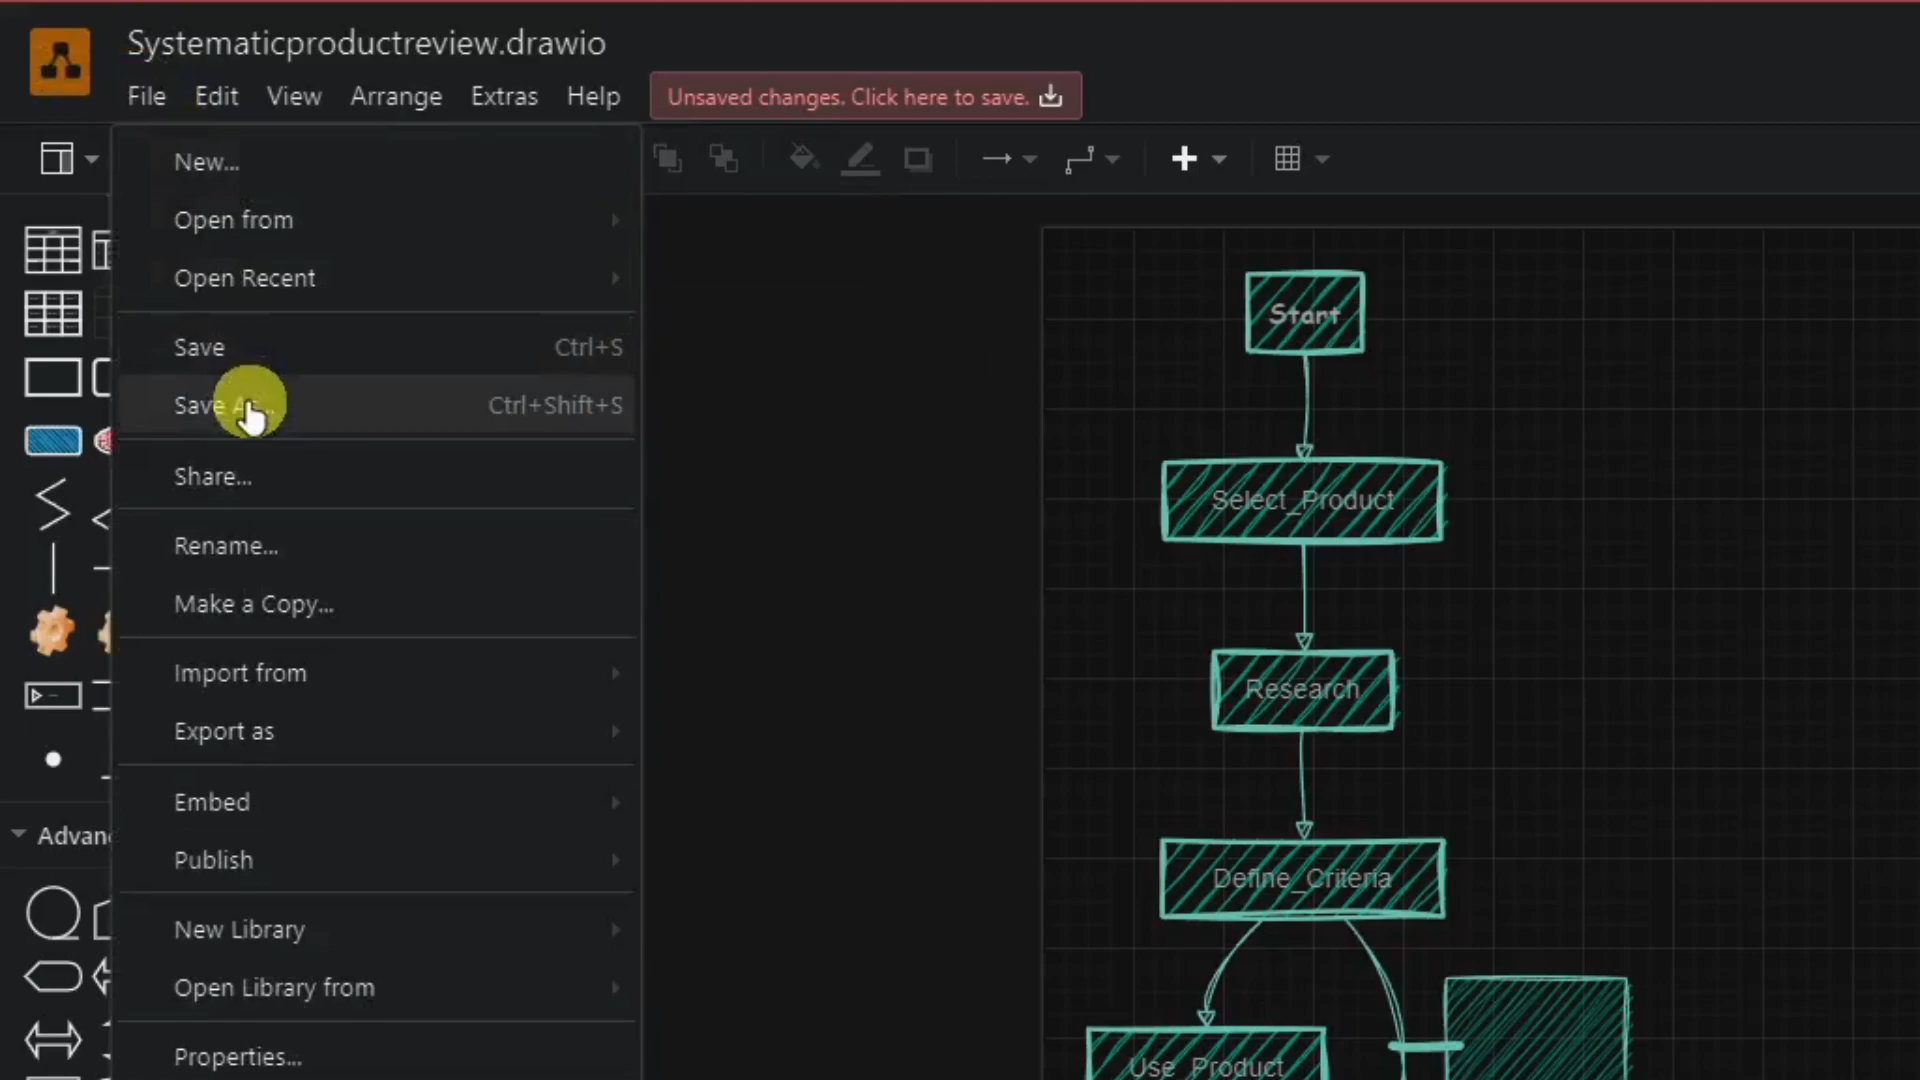 Systematicproductreview.drawio
File Edit View Arrange Extras Help Unsaved changes. Click here to save.
New...
Open from
Open Recent
Save Ctrl+S
Save Ctrl+Shift+S
Share...
Rename...
Make a Copy...
Import from
Export as
Embed
Publish
New Library
Open Library from
Properties...
Start
Select_Product
Research
Define_Criteria
Use_Product